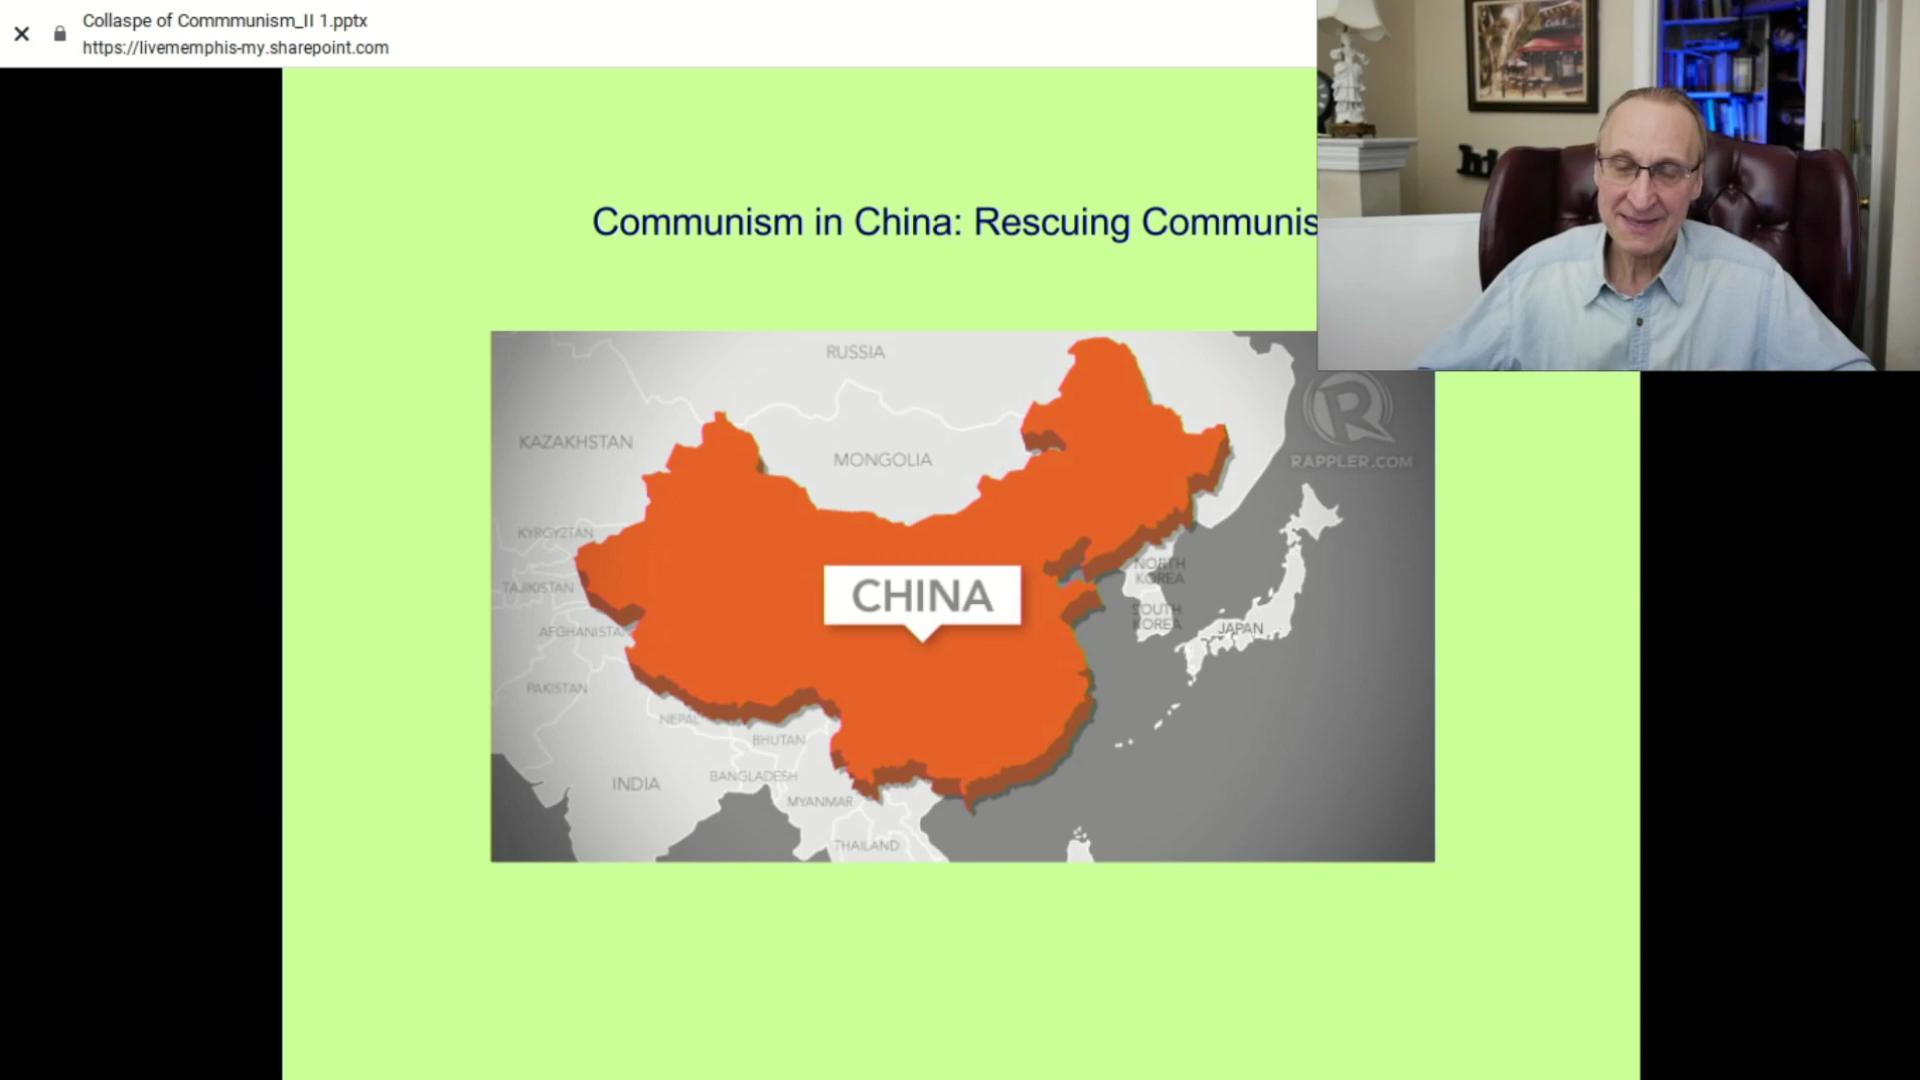 Collaspe of Commmunism_II 1.pptx
https://livememphis-my.sharepoint.com
Communism in China: Rescuing Communis
RUSSIA
KAZAKHSTAN
MONGOLIA
R
RAPPLER.COM
KYRGYZTAN
TAJIKISTAN
AFGHANISTAN
CHINA
NORTH
KOREA
SOUTH
KOREA
JAPAN
PAKISTAN
NEPAL
BHUTAN
INDIA
BANGLADESH
MYANMAR
THAILAND